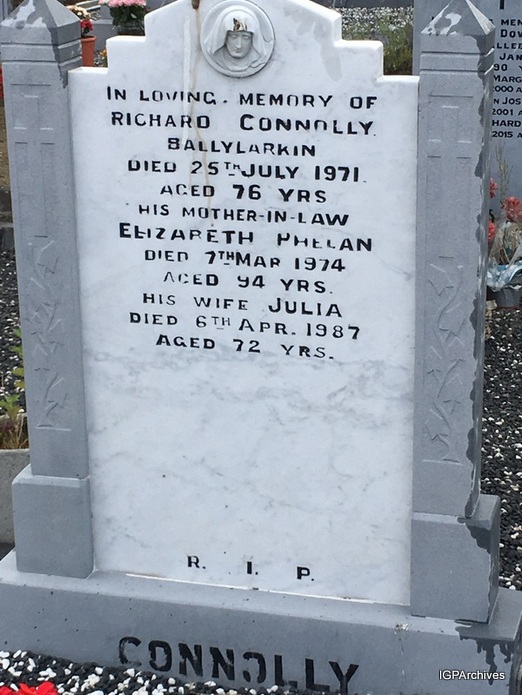 IN LOVING MEMORY OF
RICHARD CONNOLLY
BALLYLARKIN
DIED 25TH JULY 1971
AGED 76 YRS
HIS MOTHER-IN-LAW
ELIZABETH PHELAN
DIED 7TH MAR 1974
AGED 94 YRS.
HIS WIFE JULIA
DIED 6TH APR. 1987
AGED 72 YRS.
R. I. P.
CONNOLLY
IGPArchives